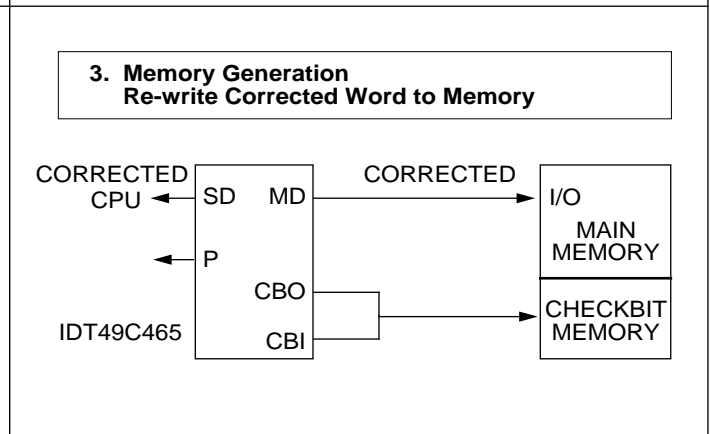 3. Memory Generation
Re-write Corrected Word to Memory
CORRECTED
CPU
SD
MD
CORRECTED
I/O
MAIN
MEMORY
P
CBO
CBI
CHECKBIT
MEMORY
IDT49C465